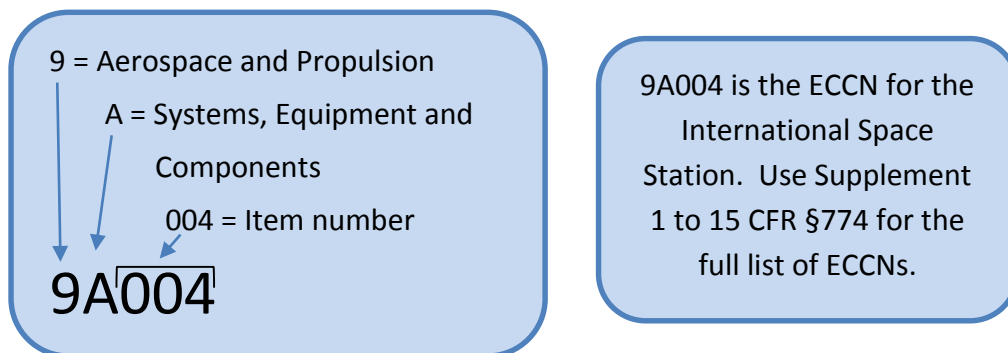 9 = Aerospace and Propulsion
A = Systems, Equipment and
Components
004 = Item number
9A004
9A004 is the ECCN for the
International Space
Station. Use Supplement
1 to 15 CFR §774 for the
full list of ECCNs.